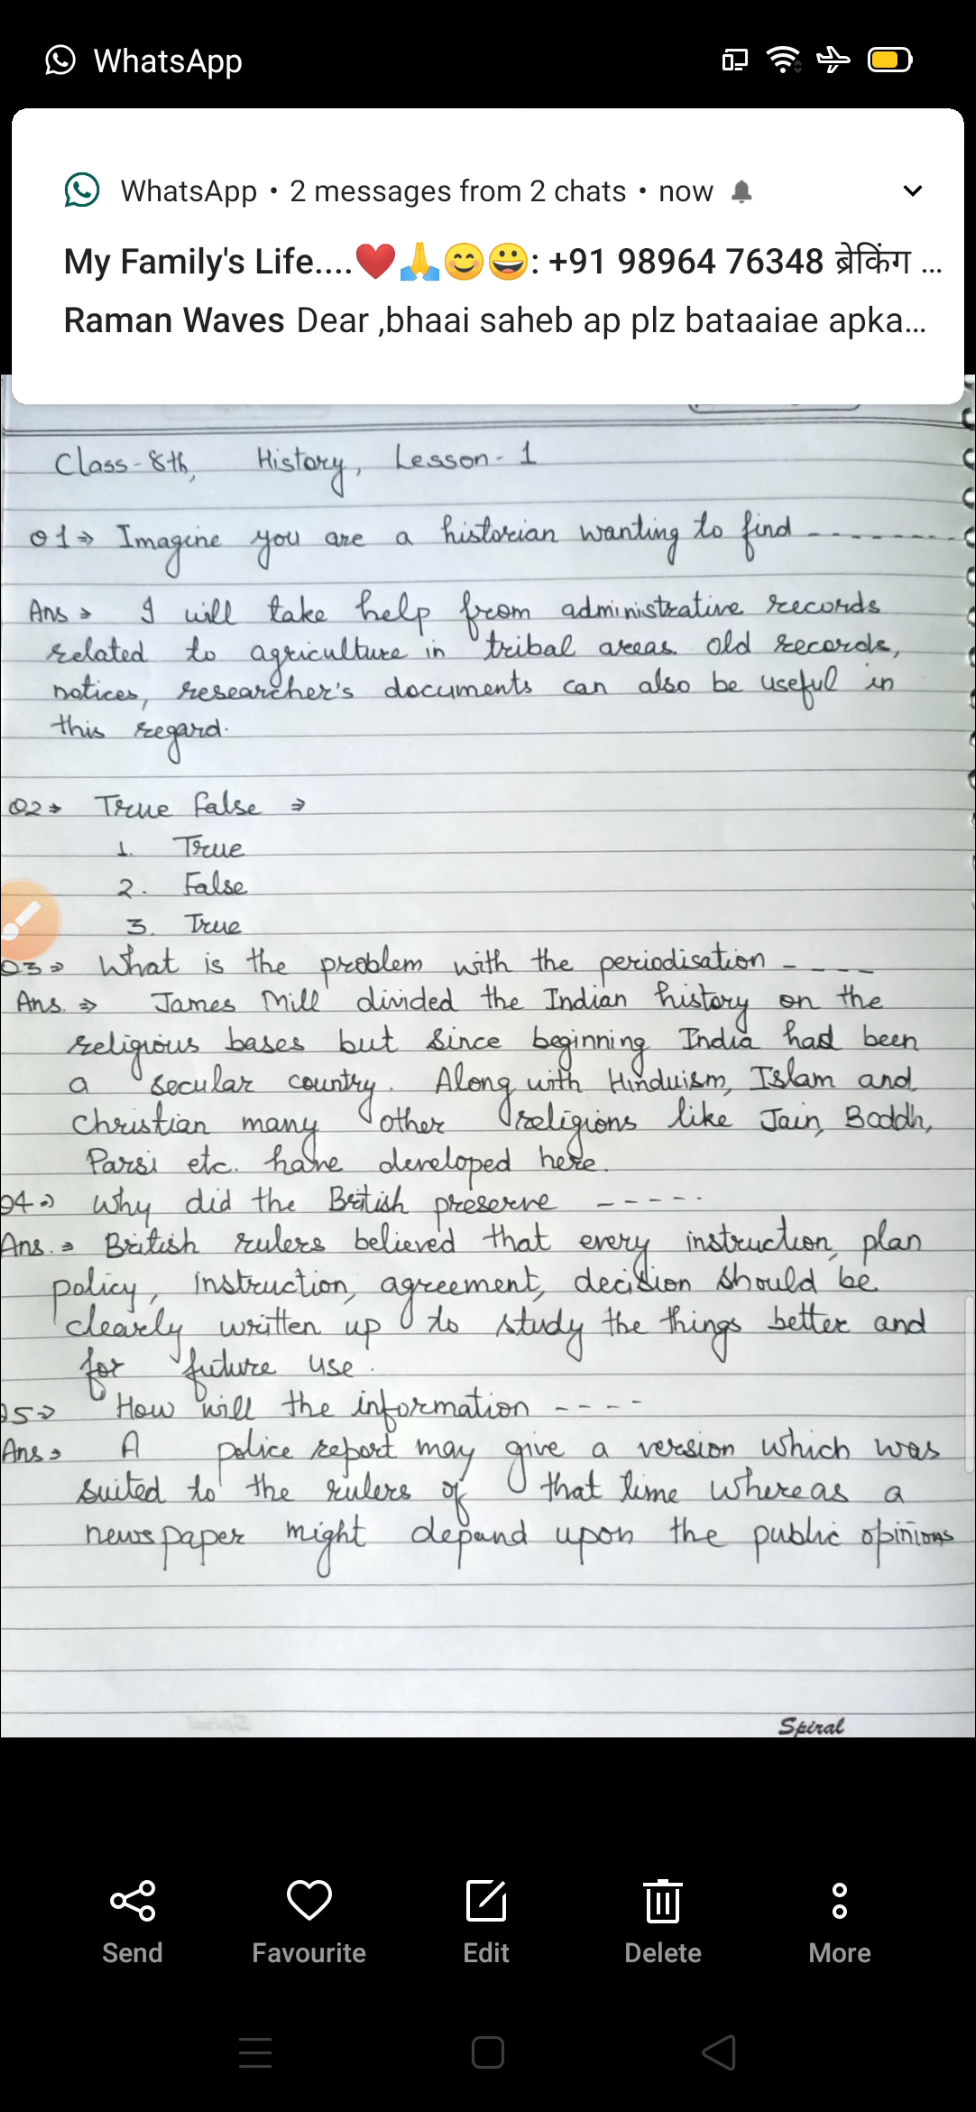 WhatsApp
WhatsApp • 2 messages from 2 chats • now
My Family's Life....❤️🙏😊😀: +91 98964 76348 ब्रेकिंग ...
Raman Waves Dear ,bhaai saheb ap plz bataaiae apka...
Class-8th, History, Lesson-1
Q1⇒ Imagine you are a historian wanting to find --------
Ans⇒ I will take help from administrative records
related to agriculture in tribal areas. Old records,
notices, researcher's documents can also be useful in
this regard.
Q2⇒ True False ⇒
1. True
2. False
3. True
Q3⇒ What is the problem with the periodisation ----
Ans.⇒ James Mill divided the Indian history on the
religious bases but since beginning India had been
a secular country. Along with Hinduism, Islam and
Christian many other religions like Jain, Boddh,
Parsi etc. have developed here.
Q4⇒ Why did the British preserve -----
Ans.⇒ British rulers believed that every instruction, plan
policy, instruction, agreement, decision should be
clearly written up to study the things better and
for future use.
Q5⇒ How will the information ----
Ans⇒ A police report may give a version which was
suited to the rulers of that time whereas a
newspaper might depand upon the public opinions
Spiral
Send Favourite Edit Delete More